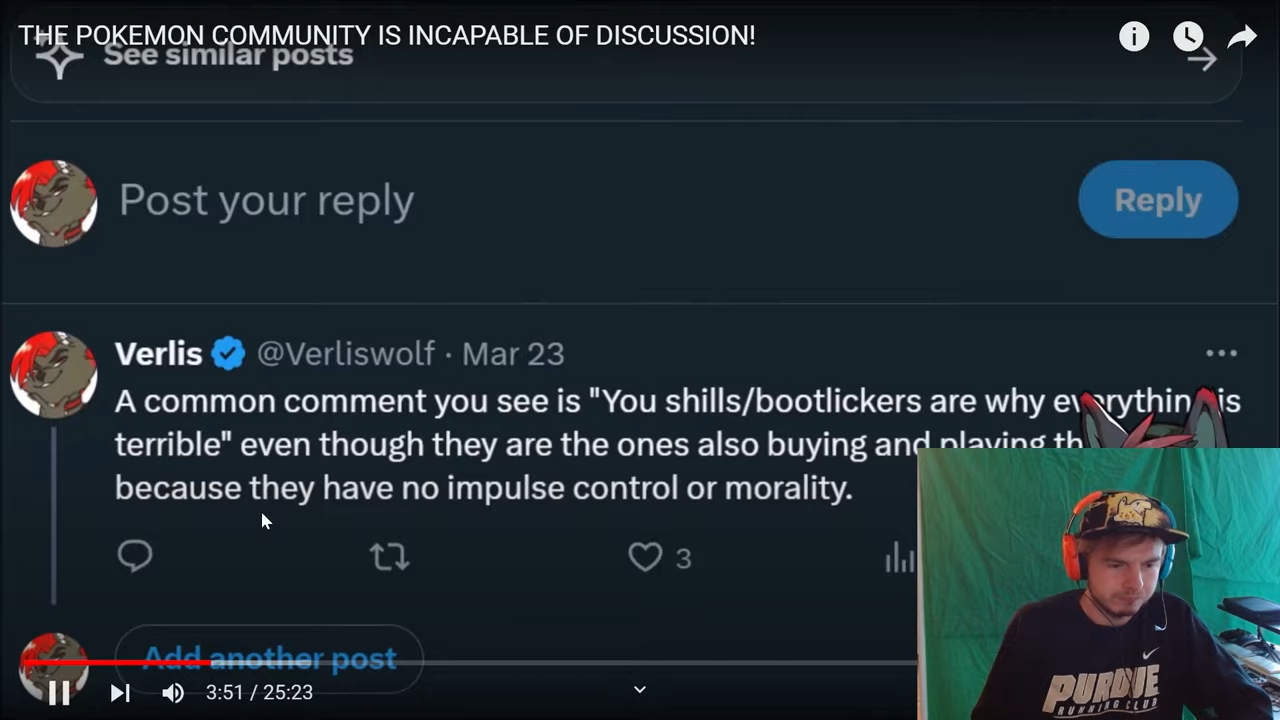 THE POKEMON COMMUNITY IS INCAPABLE OF DISCUSSION!
See similar posts
Post your reply
Reply
Verlis @Verliswolf · Mar 23
A common comment you see is "You shills/bootlickers are why everything is
terrible" even though they are the ones also buying and playing
because they have no impulse control or morality.
3
Add another post
3:51 / 25:23
PURDUE
RUNNING CLUB